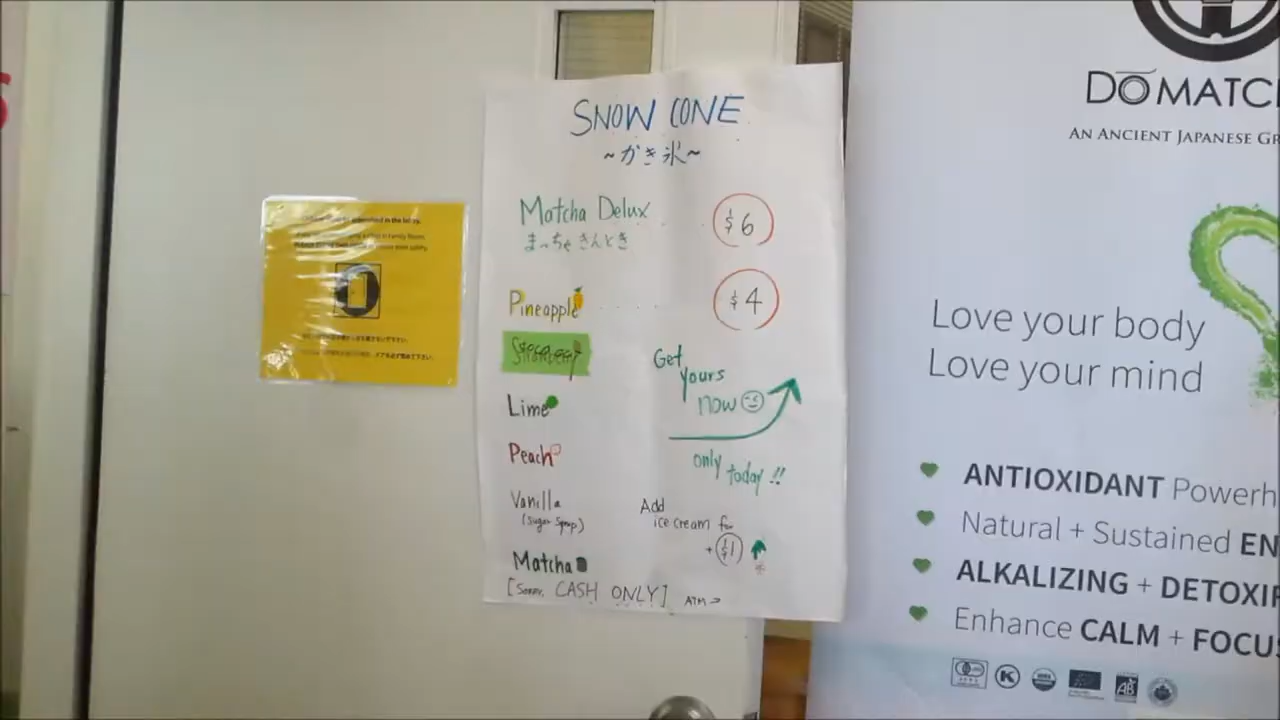 SNOW CONE
~かき氷~
Matcha Delux
$6
まっちゃきんとき
Pineapple
$4
Lime
Peach
Vanilla
(Sugar Syrup)
Matcha
Get
yours
now
only
today !!
Add
ice cream for
+ $1
[Sorry, CASH ONLY]
ATM →
DŌMATC
AN ANCIENT JAPANESE GR
Love your body
Love your mind
ANTIOXIDANT Powerh
Natural + Sustained EN
ALKALIZING + DETOXIF
Enhance CALM + FOCUS